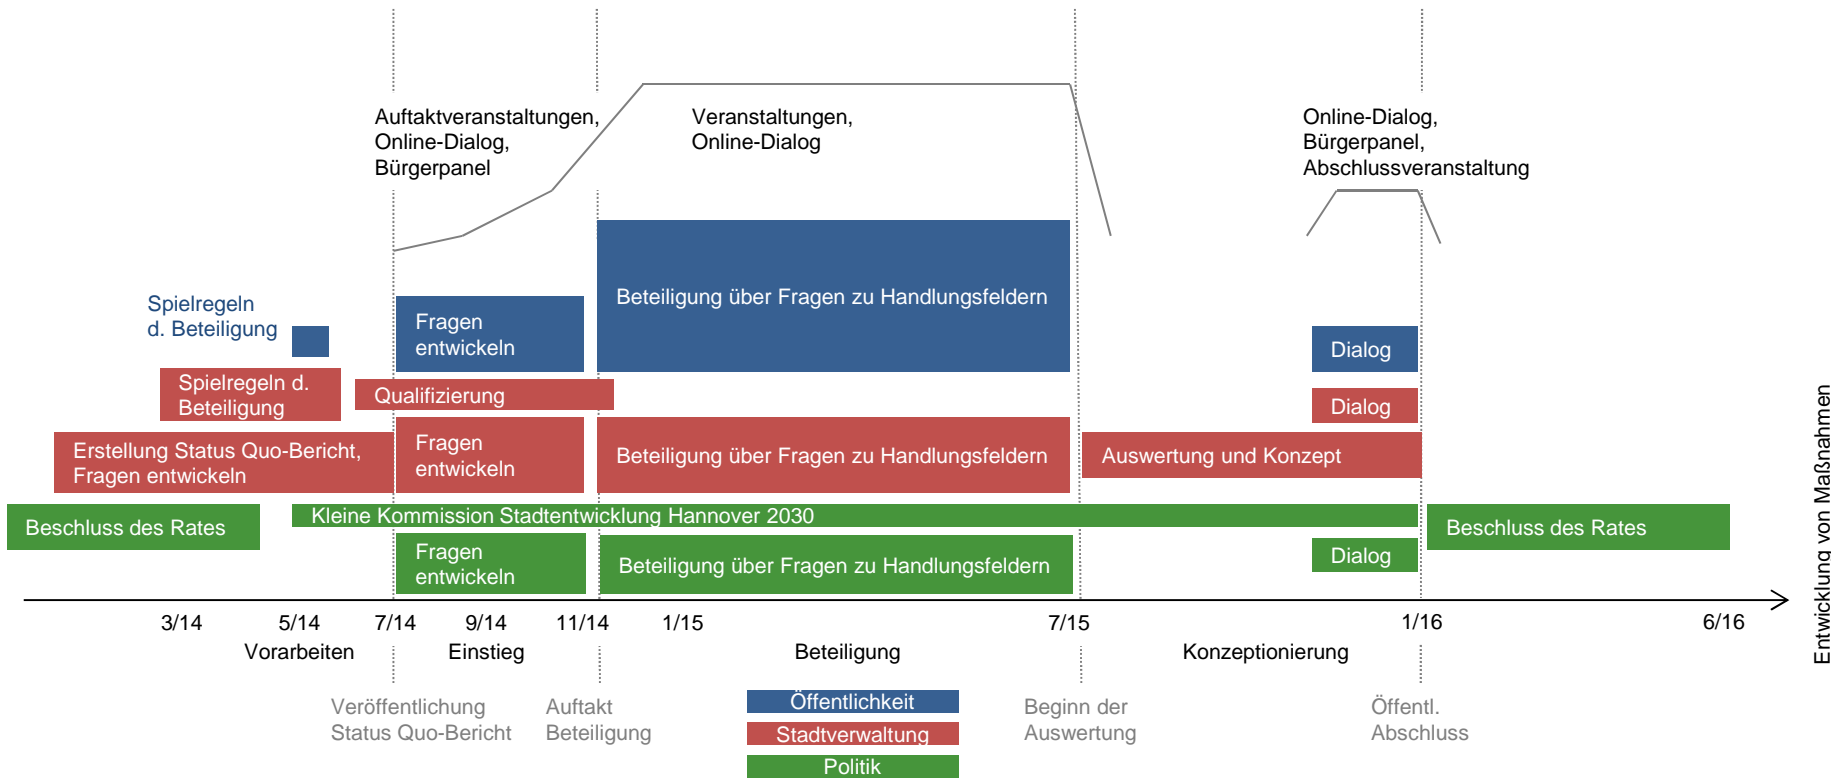 Auftaktveranstaltungen,
Online-Dialog,
Bürgerpanel
Veranstaltungen,
Online-Dialog
Online-Dialog,
Bürgerpanel,
Abschlussveranstaltung
Spielregeln
d. Beteiligung
Fragen
entwickeln
Beteiligung über Fragen zu Handlungsfeldern
Dialog
Spielregeln d.
Beteiligung
Qualifizierung
Dialog
Erstellung Status Quo-Bericht,
Fragen entwickeln
Fragen
entwickeln
Beteiligung über Fragen zu Handlungsfeldern
Auswertung und Konzept
Beschluss des Rates
Kleine Kommission Stadtentwicklung Hannover 2030
Beschluss des Rates
Fragen
entwickeln
Beteiligung über Fragen zu Handlungsfeldern
Dialog
Entwicklung von Maßnahmen
3/14 5/14 7/14 9/14 11/14 1/15 7/15 1/16 6/16
Vorarbeiten Einstieg Beteiligung Konzeptionierung
Veröffentlichung
Status Quo-Bericht
Auftakt
Beteiligung
Öffentlichkeit
Stadtverwaltung
Politik
Beginn der
Auswertung
Öffentl.
Abschluss